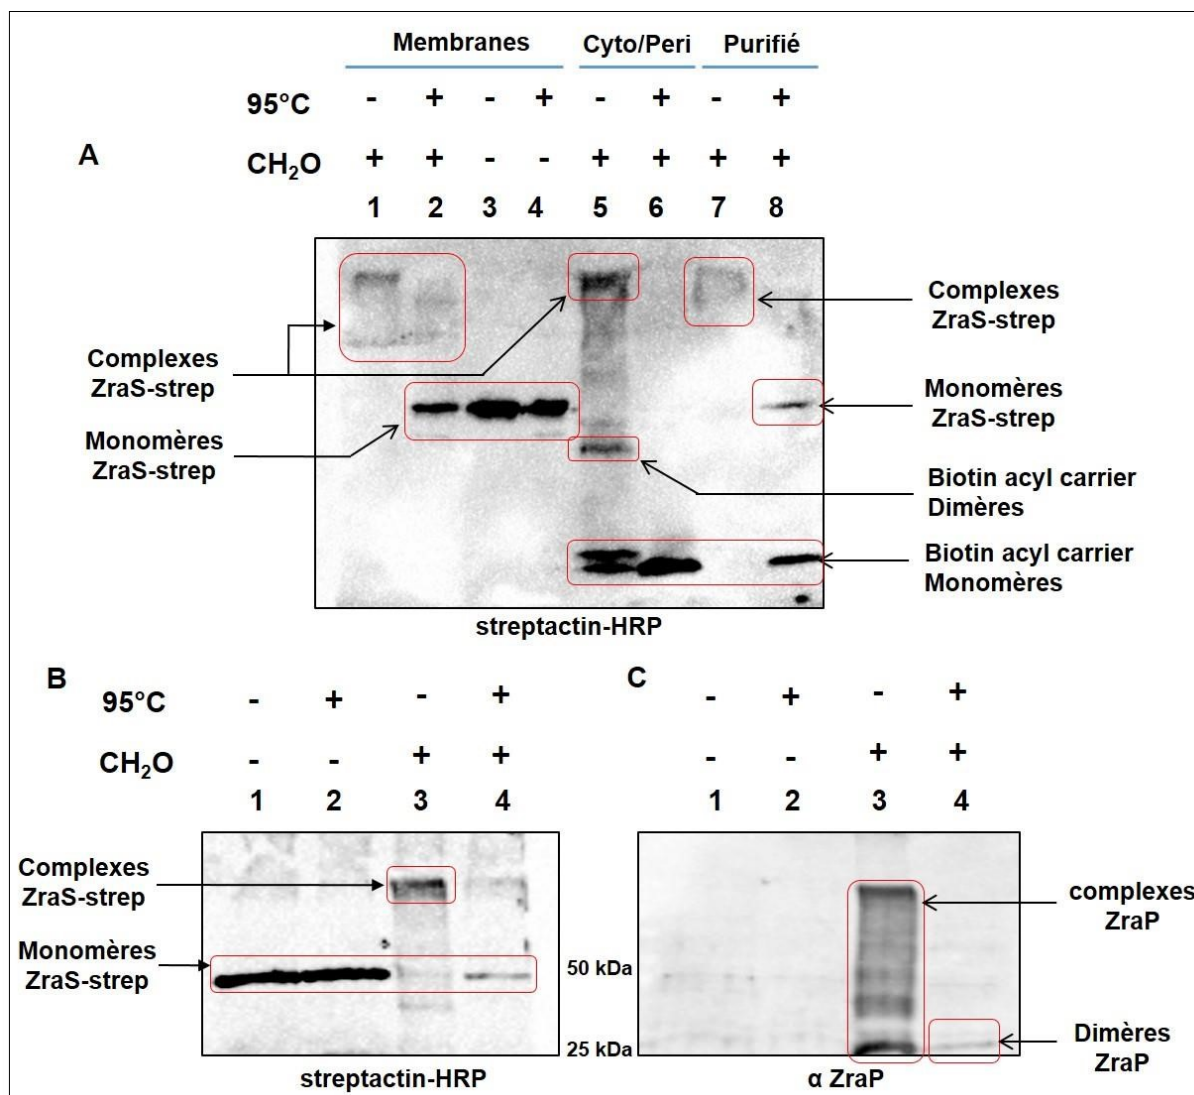 Membranes Cyto/Peri Purifié
95°C - + - + - + - +
A
CH₂O + + - - + + + +
1 2 3 4 5 6 7 8
Complexes
ZraS-strep
Monomères
ZraS-strep
Complexes
ZraS-strep
Monomères
ZraS-strep
Biotin acyl carrier
Dimères
Biotin acyl carrier
Monomères
streptactin-HRP
B
95°C - + - +
CH₂O - - + +
1 2 3 4
Complexes
ZraS-strep
Monomères
ZraS-strep
50 kDa
25 kDa
streptactin-HRP
C
- + - +
- - + +
1 2 3 4
complexes
ZraP
Dimères
ZraP
α ZraP